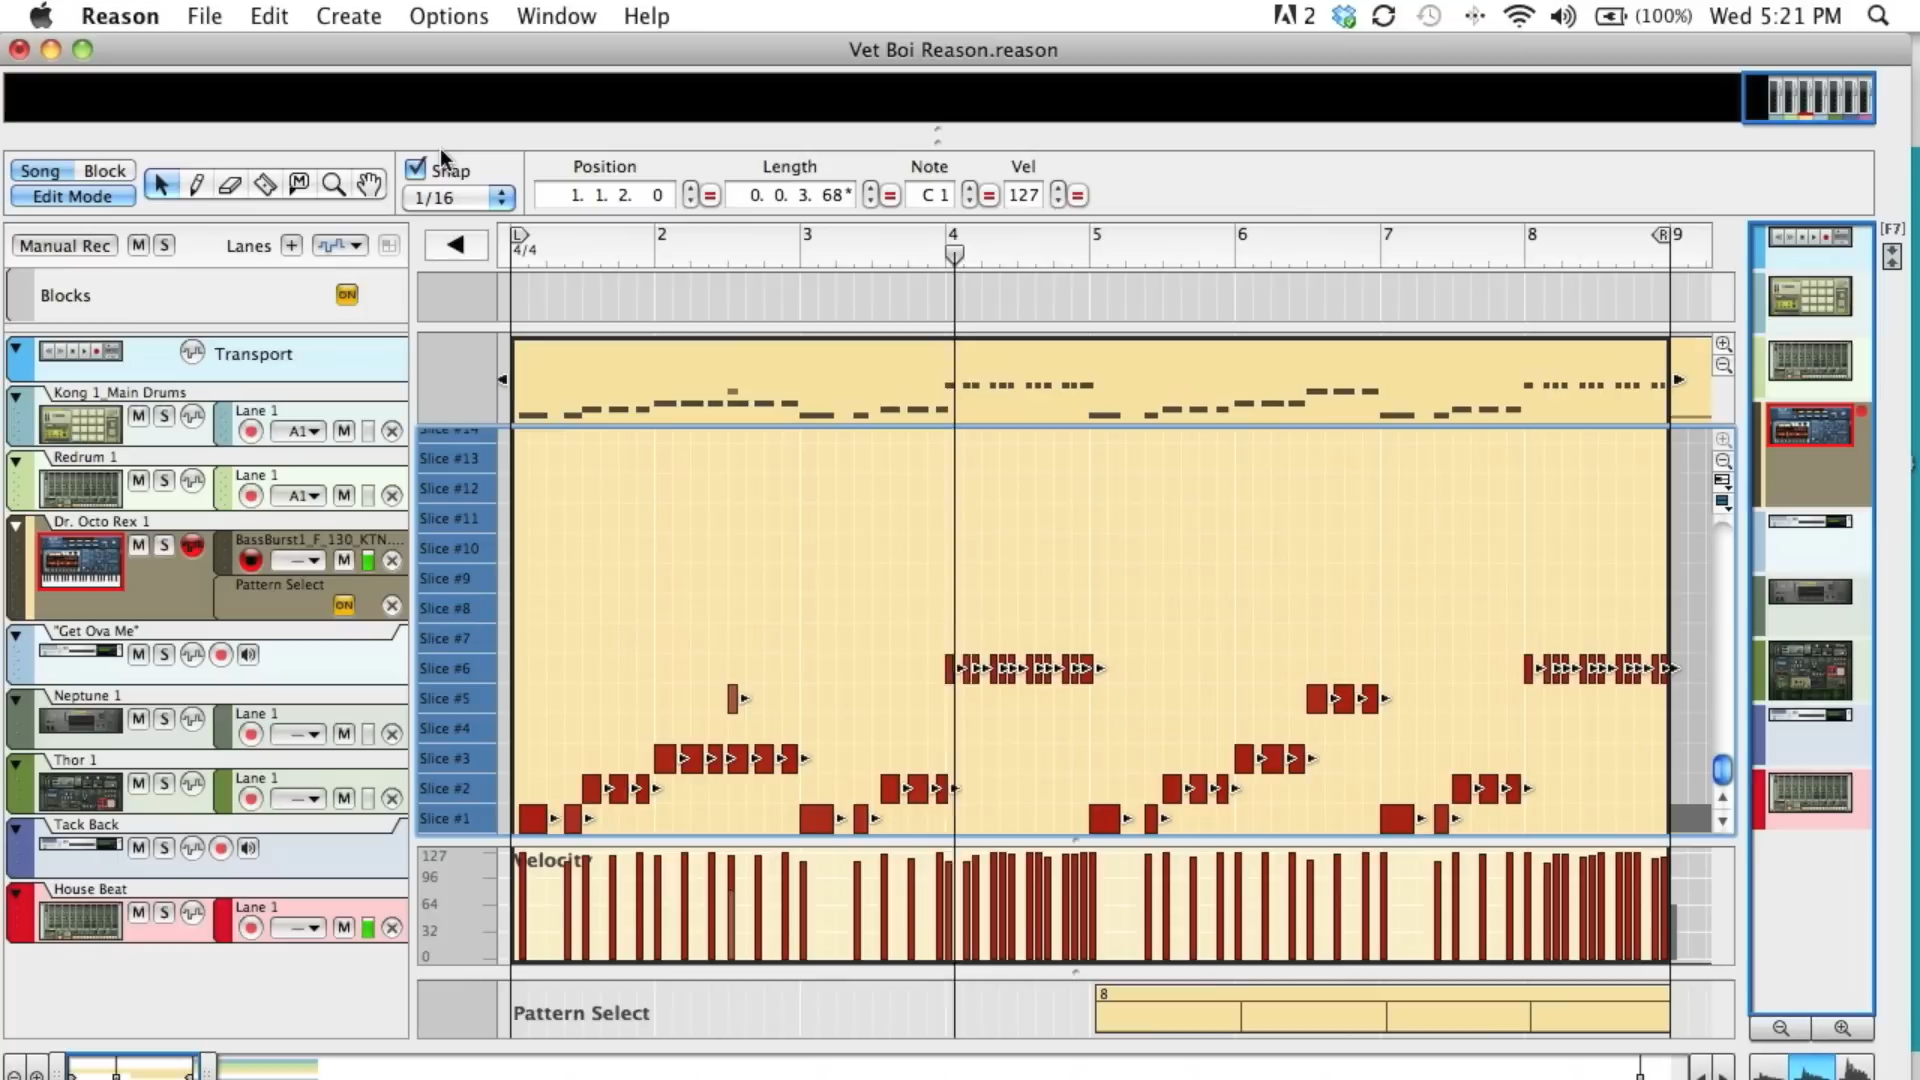 Reason File Edit Create Options Window Help
2 (100%) Wed 5:21 PM
Vet Boi Reason.reason
Song Block
Edit Mode
Snap
1/16
Position Length Note Vel
1. 1. 2. 0 0. 0. 3. 68* C 1 127
Manual Rec M S Lanes +
L 2 3 4 5 6 7 8 R 9
4/4
[F7]
Blocks ON
Transport
Kong 1_Main Drums
M S Lane 1
A1 M
Redrum 1
M S Lane 1
A1 M
Dr. Octo Rex 1
M S BassBurst1_F_130_KTN....
— M
Pattern Select
ON
"Get Ova Me"
M S
Neptune 1
M S Lane 1
— M
Thor 1
M S Lane 1
— M
Tack Back
M S
House Beat
M S Lane 1
— M
Slice #14
Slice #13
Slice #12
Slice #11
Slice #10
Slice #9
Slice #8
Slice #7
Slice #6
Slice #5
Slice #4
Slice #3
Slice #2
Slice #1
127 Velocity
96
64
32
0
8
Pattern Select